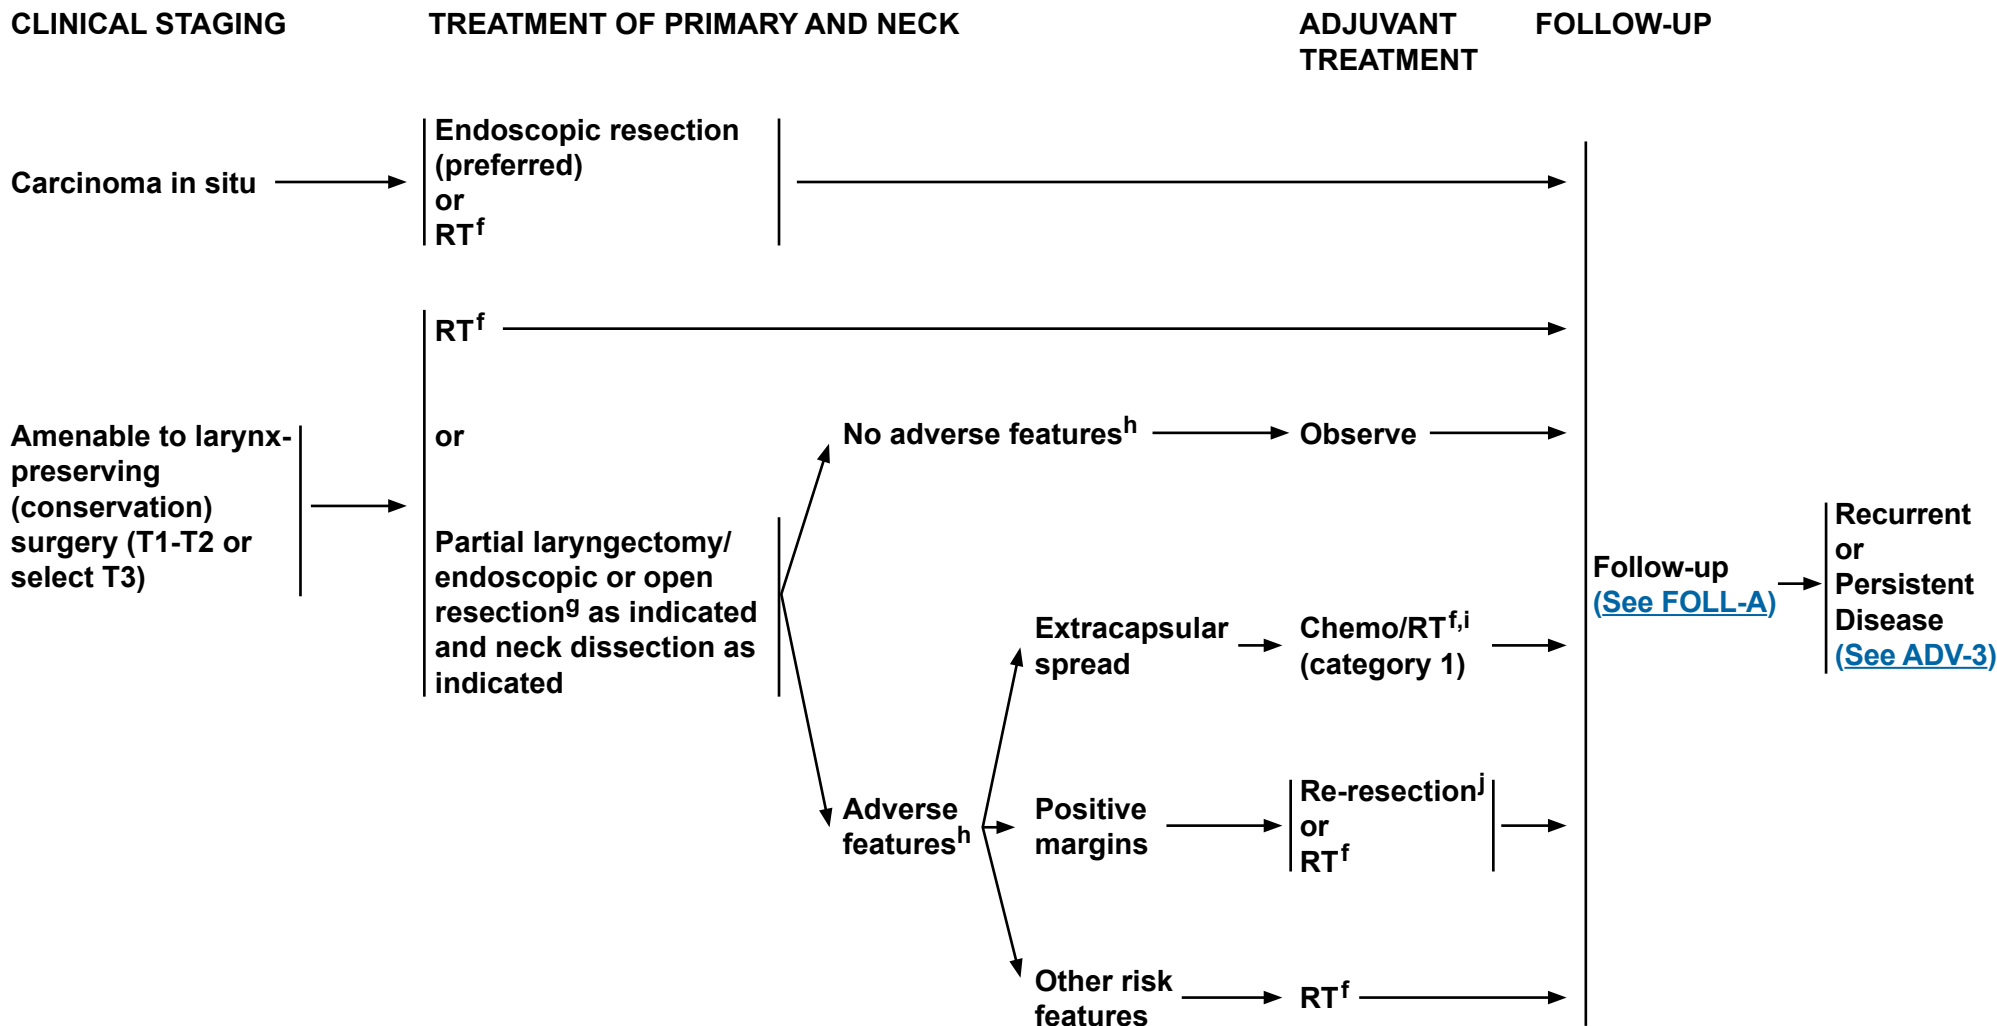 CLINICAL STAGING
TREATMENT OF PRIMARY AND NECK
ADJUVANT
TREATMENT
FOLLOW-UP
Carcinoma in situ
Endoscopic resection
(preferred)
or
RTf
Amenable to larynx-
preserving
(conservation)
surgery (T1-T2 or
select T3)
RTf
or
Partial laryngectomy/
endoscopic or open
resectiong as indicated
and neck dissection as
indicated
No adverse featuresh
Observe
Adverse
featuresh
Extracapsular
spread
Chemo/RTf,i
(category 1)
Positive
margins
Re-resectionj
or
RTf
Other risk
features
RTf
Follow-up
(See FOLL-A)
Recurrent
or
Persistent
Disease
(See ADV-3)